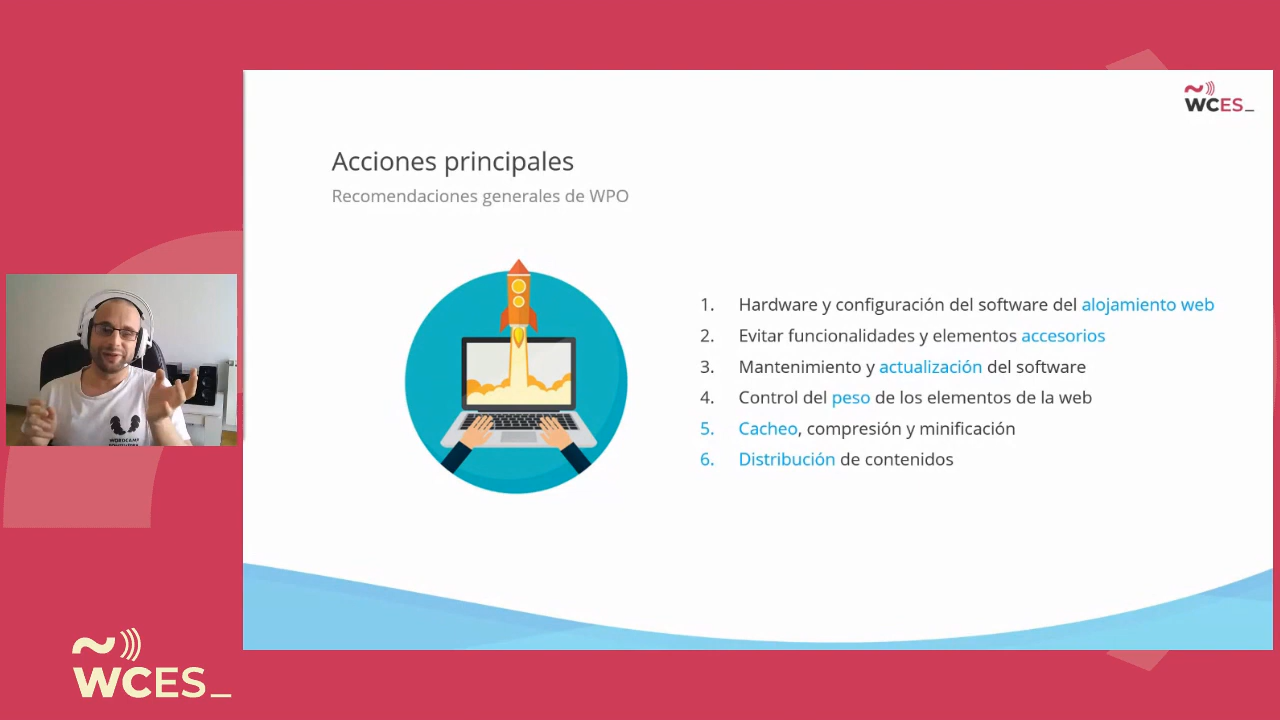 WCES_
Acciones principales
Recomendaciones generales de WPO
1. Hardware y configuración del software del alojamiento web
2. Evitar funcionalidades y elementos accesorios
3. Mantenimiento y actualización del software
4. Control del peso de los elementos de la web
5. Cacheo, compresión y minificación
6. Distribución de contenidos
WORDCAMP
WCES_